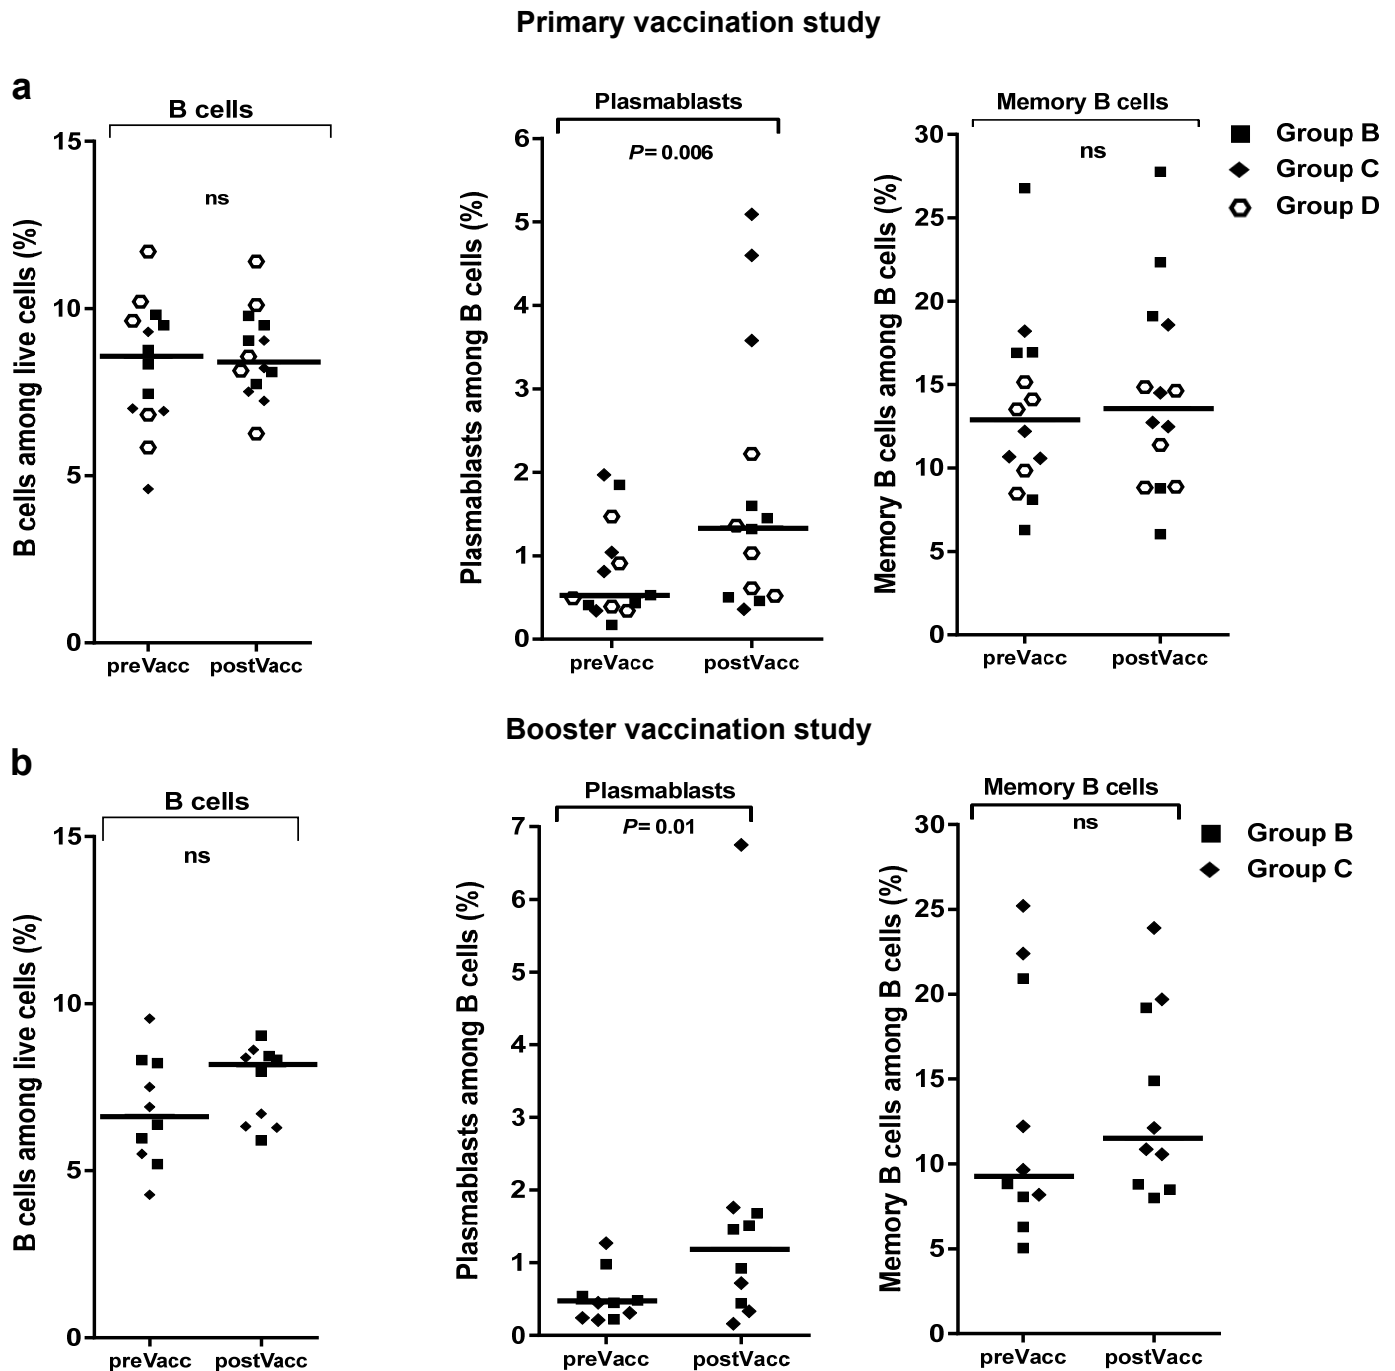 Primary vaccination study
a
B cells
ns
B cells among live cells (%)
15
10
5
0
preVacc postVacc
Plasmablasts
P= 0.006
Plasmablasts among B cells (%)
6
5
4
3
2
1
0
preVacc postVacc
Memory B cells
ns
Memory B cells among B cells (%)
30
25
20
15
10
5
0
preVacc postVacc
Group B
Group C
Group D
Booster vaccination study
b
B cells
ns
B cells among live cells (%)
15
10
5
0
preVacc postVacc
Plasmablasts
P= 0.01
Plasmablasts among B cells (%)
7
6
5
4
3
2
1
0
preVacc postVacc
Memory B cells
ns
Memory B cells among B cells (%)
30
25
20
15
10
5
0
preVacc postVacc
Group B
Group C